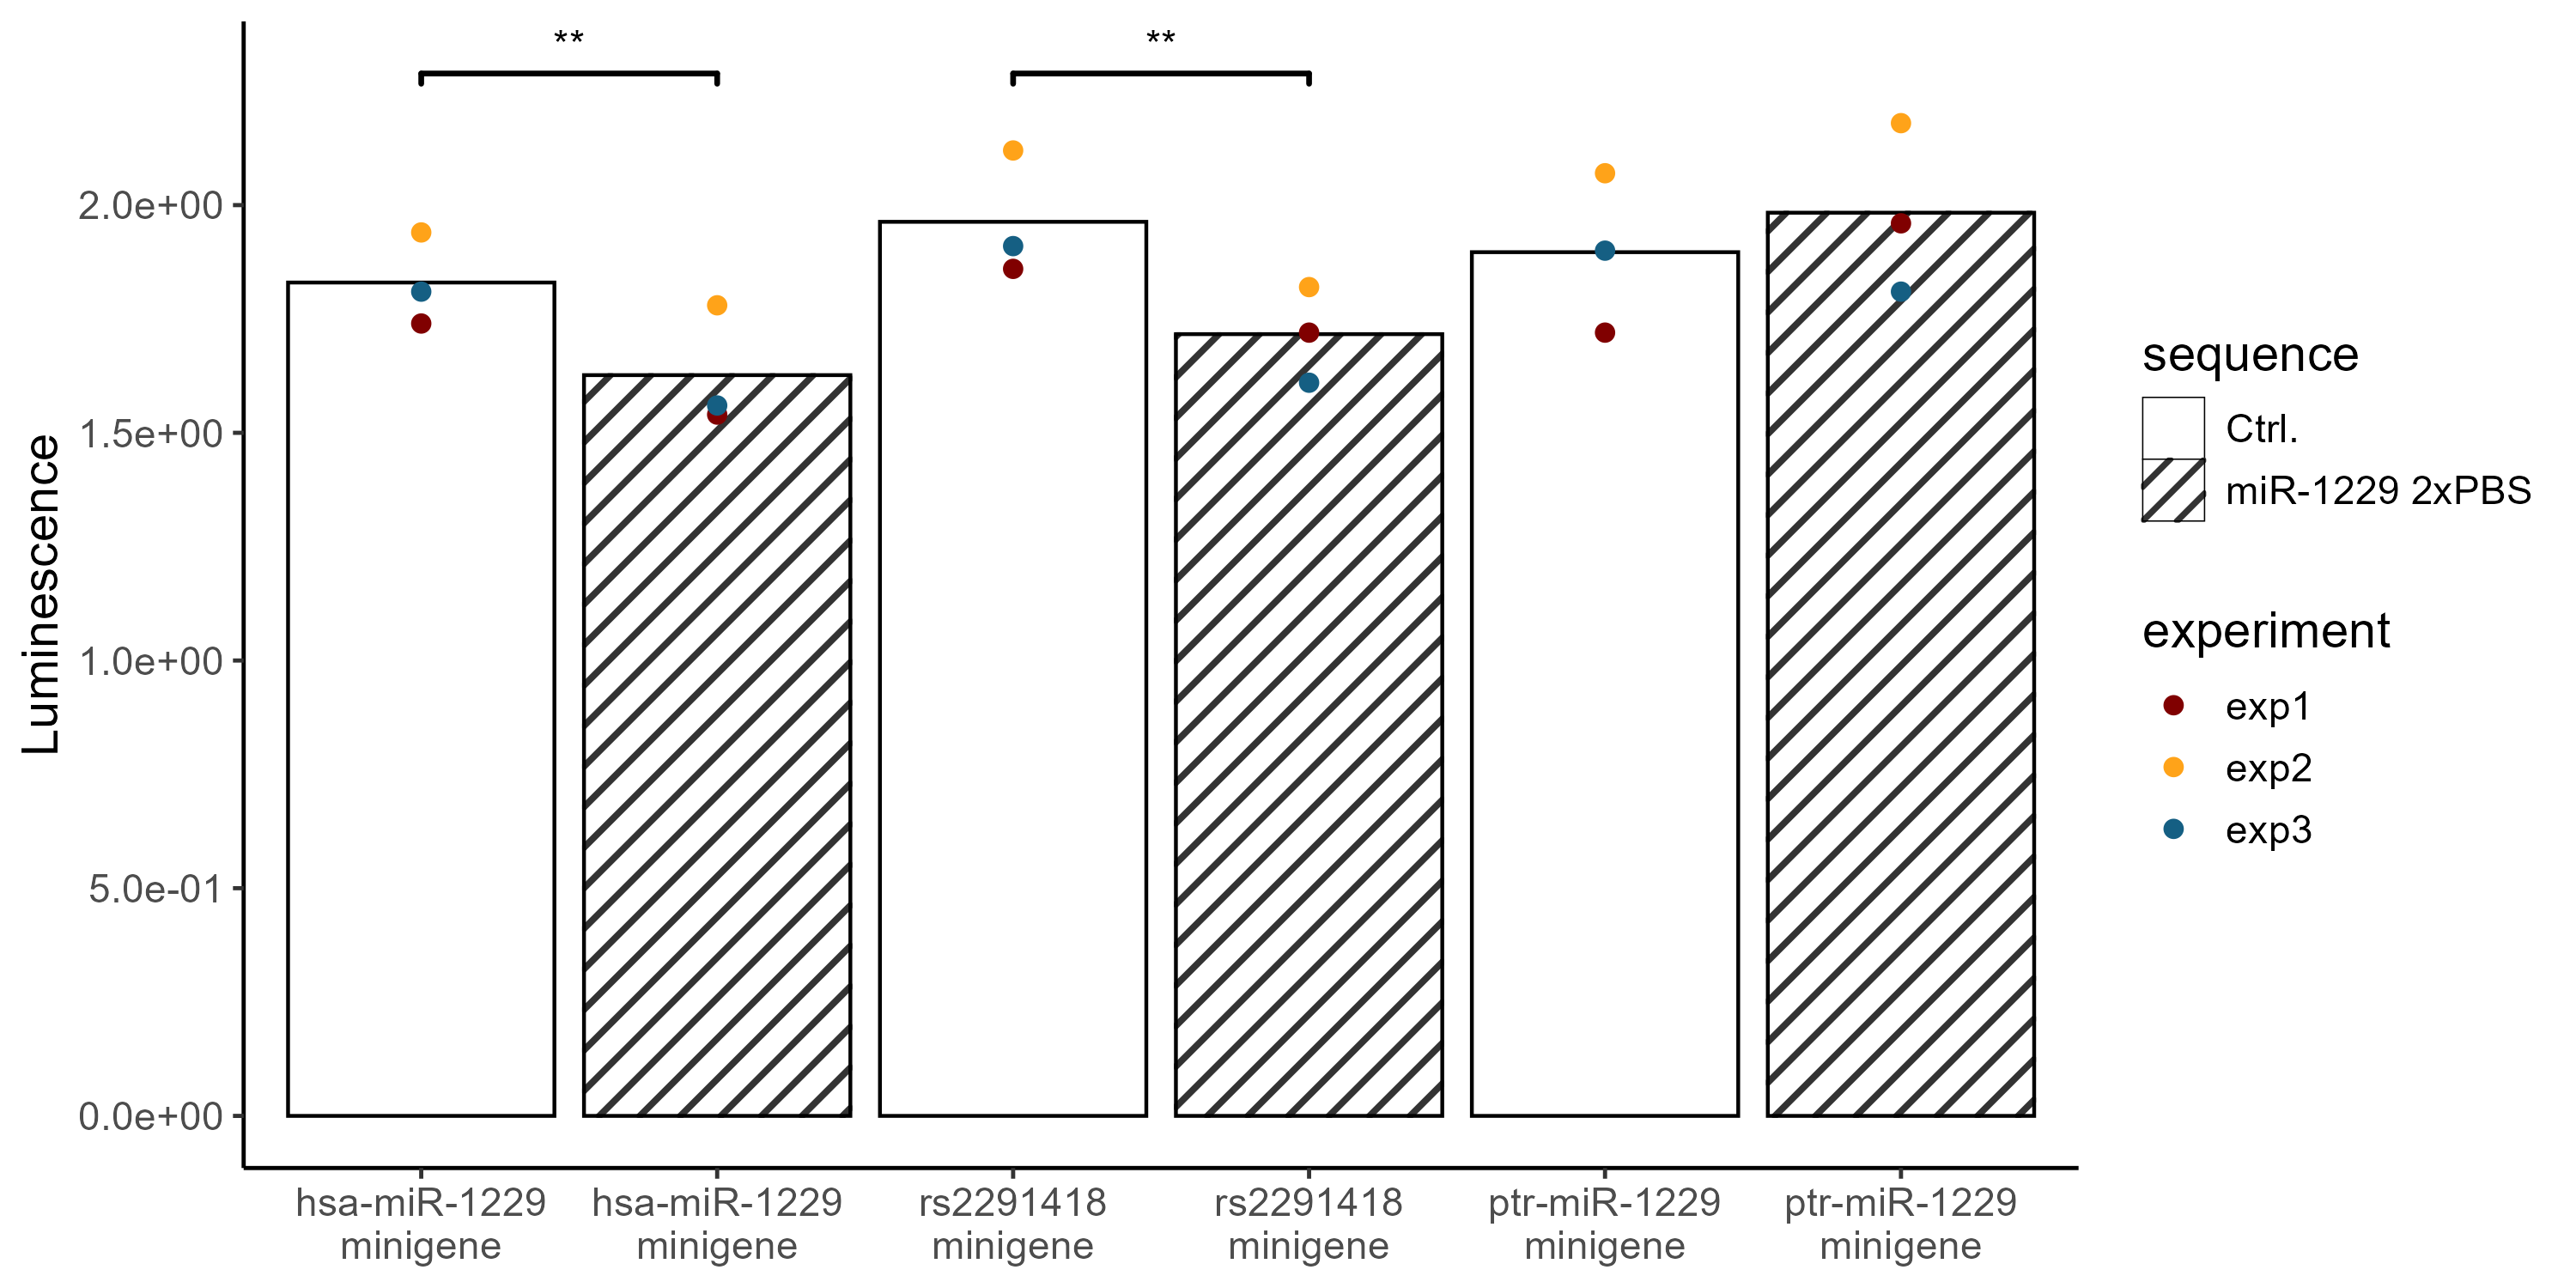 ** **
Luminescence
2.0e+00
1.5e+00
1.0e+00
5.0e-01
0.0e+00
hsa-miR-1229 hsa-miR-1229 rs2291418 rs2291418 ptr-miR-1229 ptr-miR-1229
minigene minigene minigene minigene minigene minigene
sequence
Ctrl.
miR-1229 2xPBS
experiment
exp1
exp2
exp3